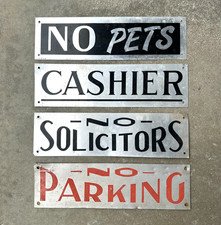 NO PETS
CASHIER
-NO-
SOLICITORS
-NO-
PARKING